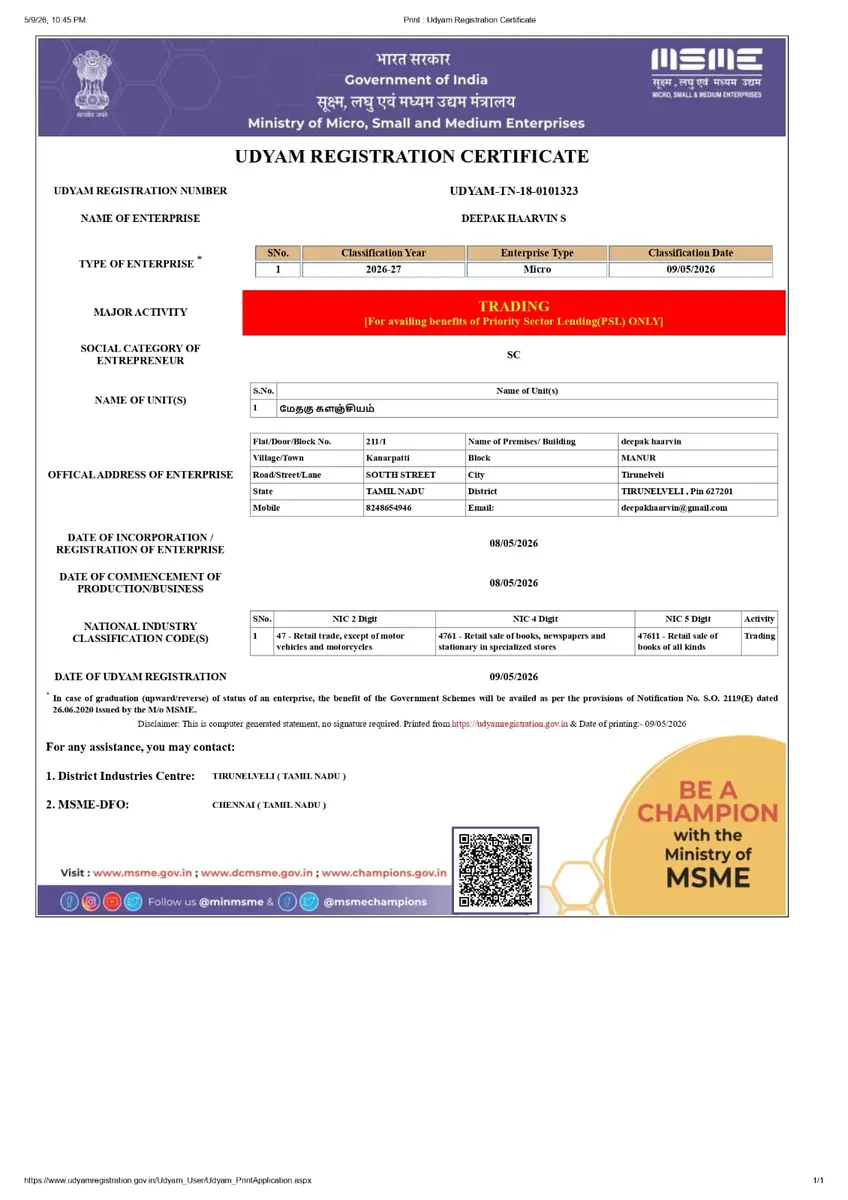 5/9/26, 10:45 PM Print : Udyam Registration Certificate
भारत सरकार
Government of India
सूक्ष्म, लघु एवं मध्यम उद्यम मंत्रालय
Ministry of Micro, Small and Medium Enterprises
सत्यमेव जयते
MSME
सूक्ष्म, लघु एवं मध्यम उद्यम
MICRO, SMALL & MEDIUM ENTERPRISES
UDYAM REGISTRATION CERTIFICATE
UDYAM REGISTRATION NUMBER UDYAM-TN-18-0101323
NAME OF ENTERPRISE DEEPAK HAARVIN S
TYPE OF ENTERPRISE *
SNo. Classification Year Enterprise Type Classification Date
1 2026-27 Micro 09/05/2026
MAJOR ACTIVITY
TRADING
[For availing benefits of Priority Sector Lending(PSL) ONLY]
SOCIAL CATEGORY OF
ENTREPRENEUR
SC
NAME OF UNIT(S)
S.No. Name of Unit(s)
1 மேதகு களஞ்சியம்
OFFICAL ADDRESS OF ENTERPRISE
Flat/Door/Block No. 211/1 Name of Premises/ Building deepak haarvin
Village/Town Kanarpatti Block MANUR
Road/Street/Lane SOUTH STREET City Tirunelveli
State TAMIL NADU District TIRUNELVELI , Pin 627201
Mobile 8248654946 Email: deepakhaarvin@gmail.com
DATE OF INCORPORATION /
REGISTRATION OF ENTERPRISE
08/05/2026
DATE OF COMMENCEMENT OF
PRODUCTION/BUSINESS
08/05/2026
NATIONAL INDUSTRY
CLASSIFICATION CODE(S)
SNo. NIC 2 Digit NIC 4 Digit NIC 5 Digit Activity
1 47 - Retail trade, except of motor vehicles and motorcycles 4761 - Retail sale of books, newspapers and stationary in specialized stores 47611 - Retail sale of books of all kinds Trading
DATE OF UDYAM REGISTRATION 09/05/2026
* In case of graduation (upward/reverse) of status of an enterprise, the benefit of the Government Schemes will be availed as per the provisions of Notification No. S.O. 2119(E) dated
26.06.2020 issued by the M/o MSME.
Disclaimer: This is computer generated statement, no signature required. Printed from https://udyamregistration.gov.in & Date of printing:- 09/05/2026
For any assistance, you may contact:
1. District Industries Centre: TIRUNELVELI ( TAMIL NADU )
2. MSME-DFO: CHENNAI ( TAMIL NADU )
BE A
CHAMPION
with the
Ministry of
MSME
Visit : www.msme.gov.in ; www.dcmsme.gov.in ; www.champions.gov.in
Follow us @minmsme & @msmechampions
https://www.udyamregistration.gov.in/Udyam_User/Udyam_PrintApplication.aspx 1/1